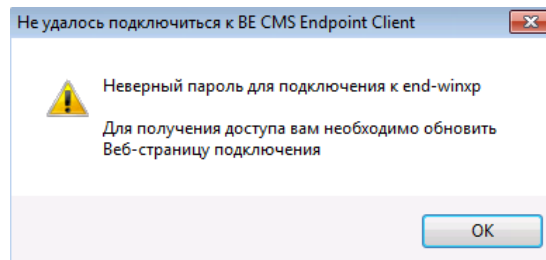 Не удалось подключиться к BE CMS Endpoint Client
Неверный пароль для подключения к end-winxp
Для получения доступа вам необходимо обновить
Веб-страницу подключения
ОК